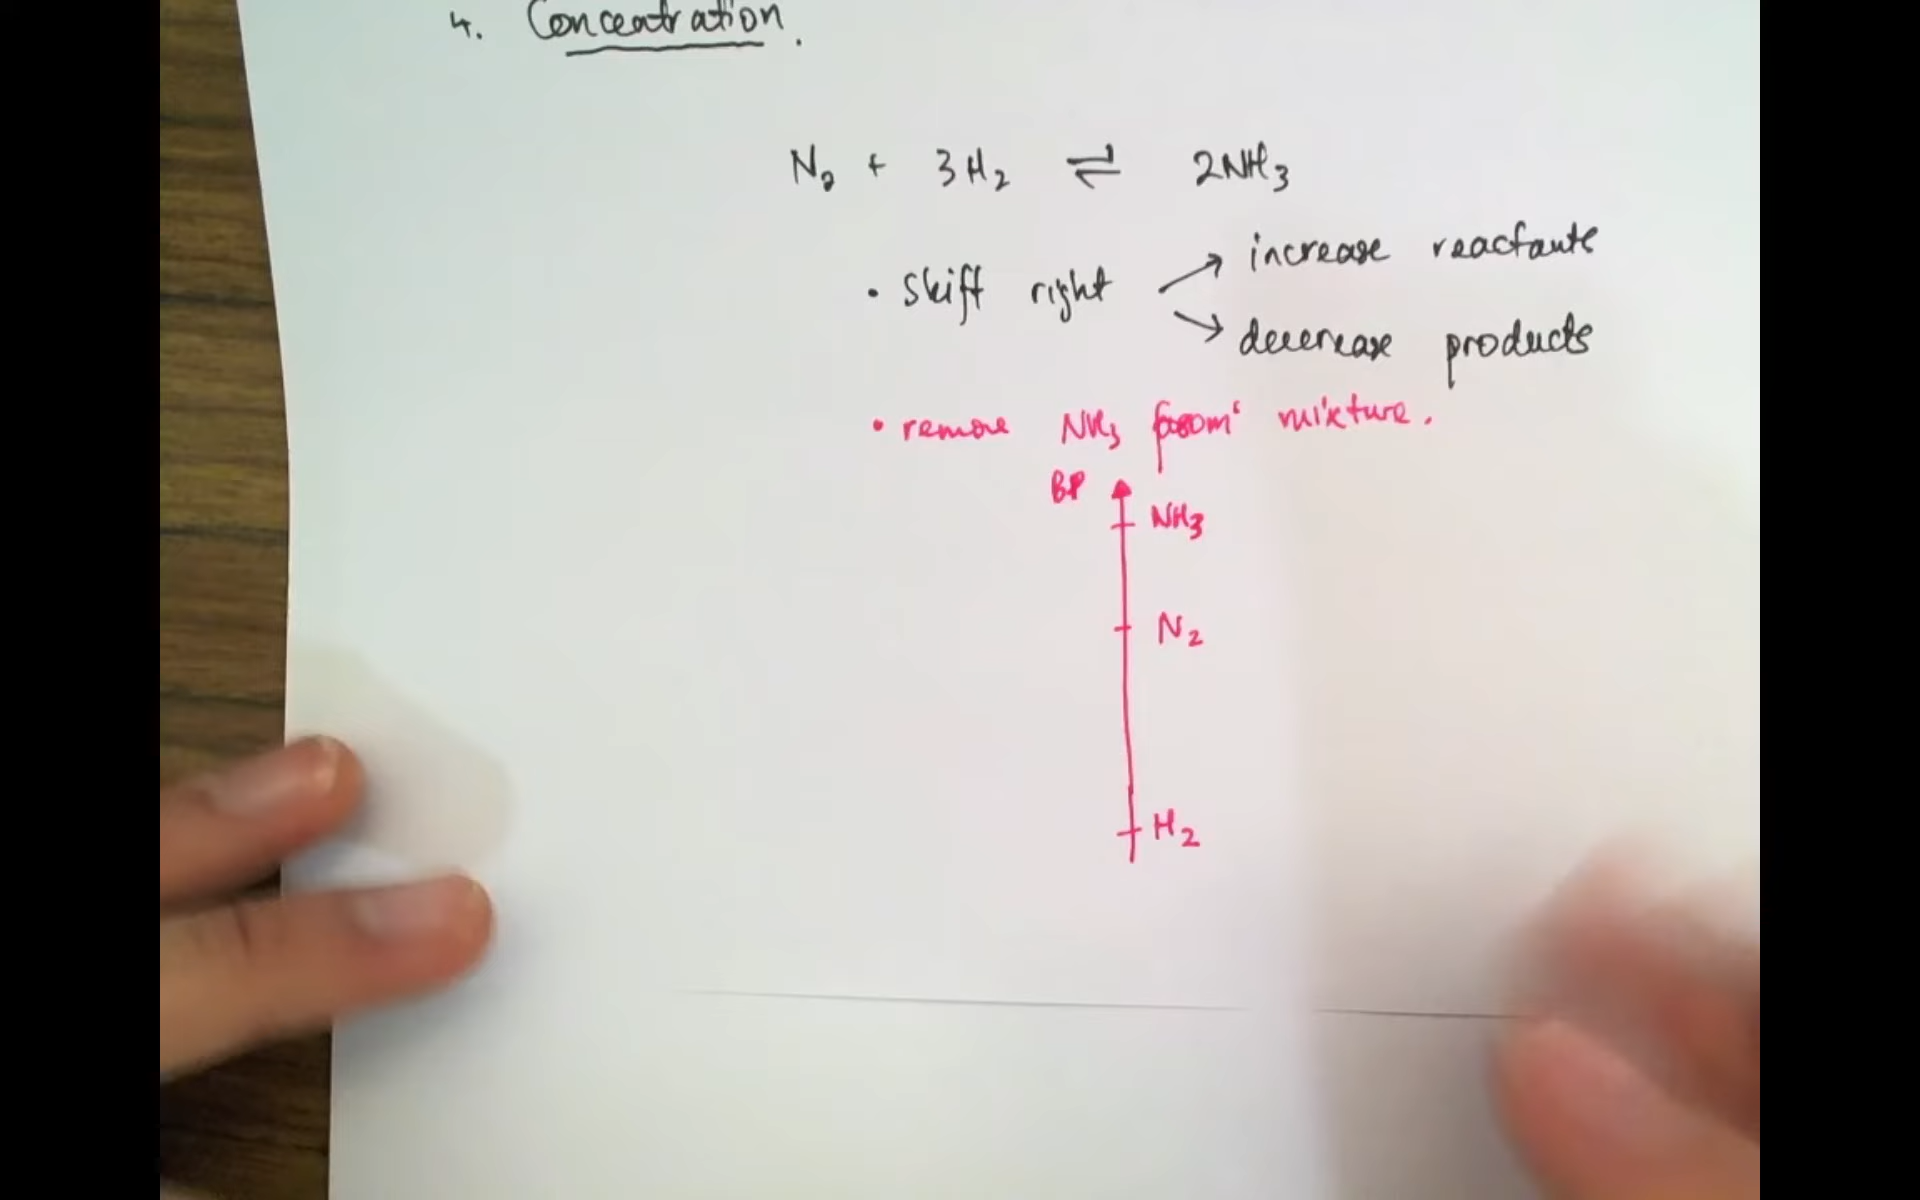 4. Concentration.
N₂ + 3H₂ ⇌ 2NH₃
• shift right → increase reactants
→ decrease products
• remove NH₃ from mixture.
BP
NH₃
N₂
H₂